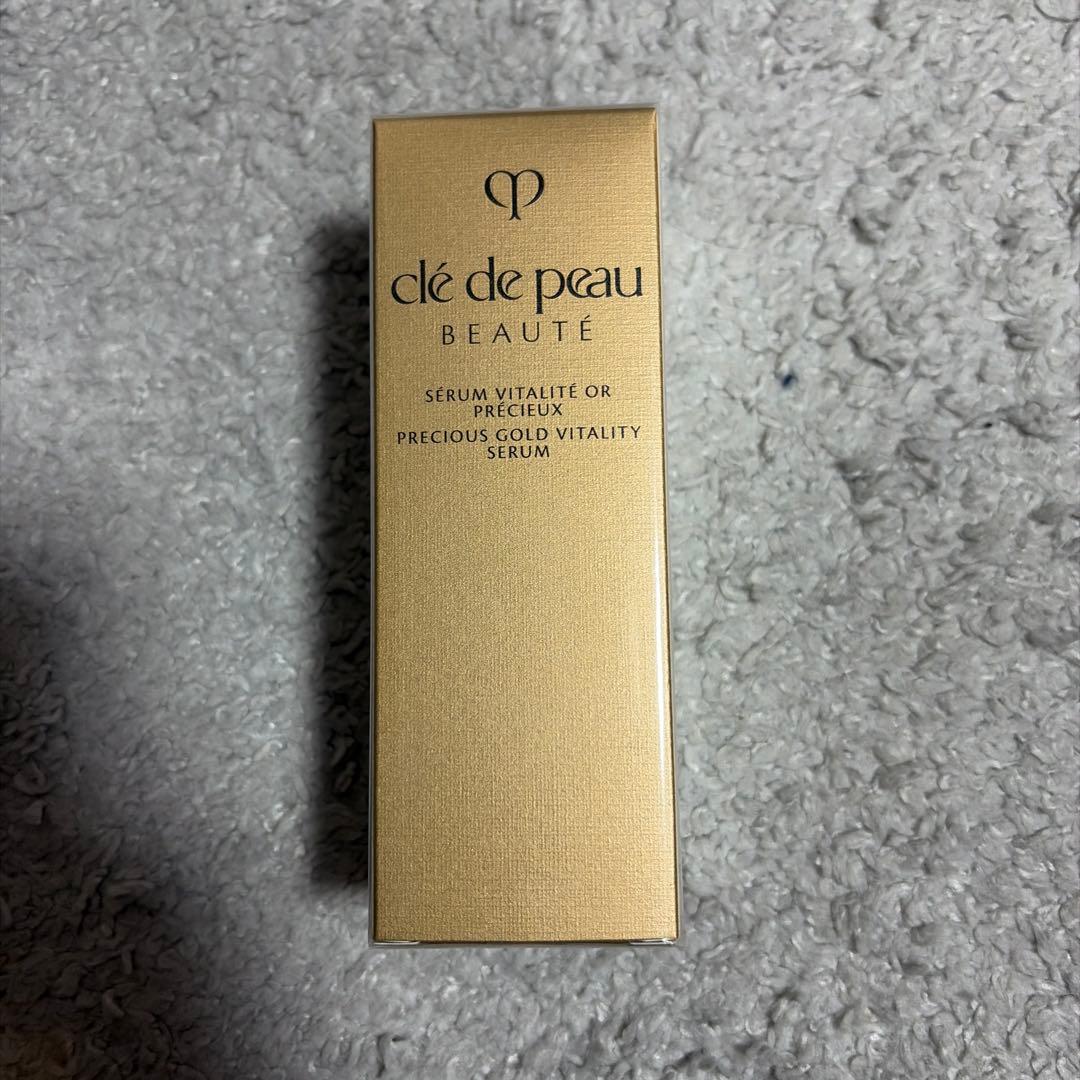 clé de peau
BEAUTÉ
SÉRUM VITALITÉ OR
PRÉCIEUX
PRECIOUS GOLD VITALITY
SERUM